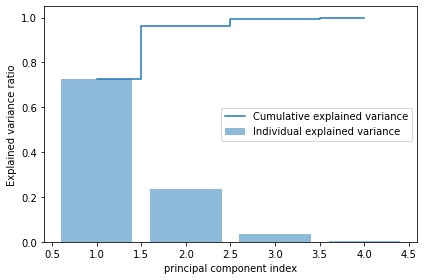 1.0
0.8
0.6
0.4
0.2
0.0
Explained variance ratio
Cumulative explained variance
Individual explained variance
0.5 1.0 1.5 2.0 2.5 3.0 3.5 4.0 4.5
principal component index